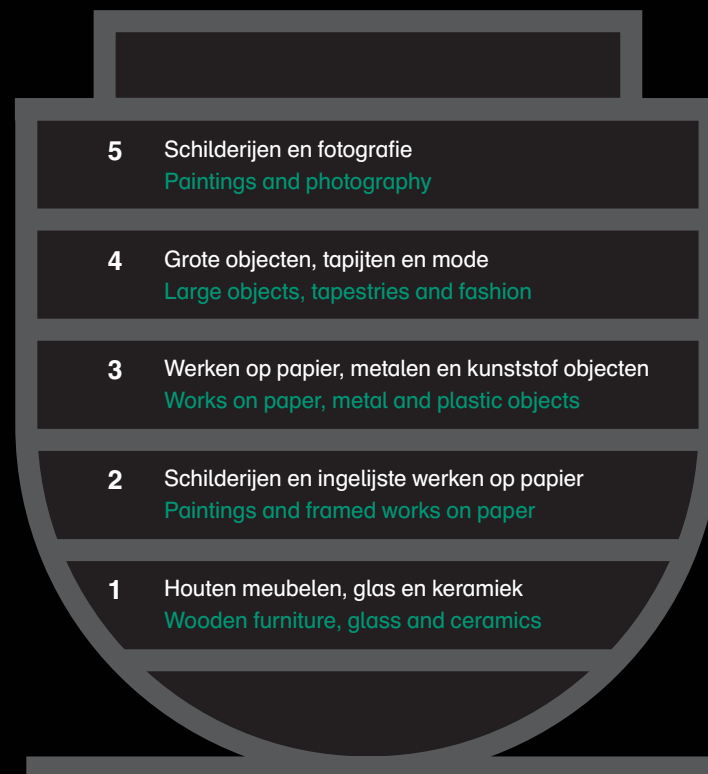 5 Schilderijen en fotografie
Paintings and photography
4 Grote objecten, tapijten en mode
Large objects, tapestries and fashion
3 Werken op papier, metalen en kunststof objecten
Works on paper, metal and plastic objects
2 Schilderijen en ingelijste werken op papier
Paintings and framed works on paper
1 Houten meubelen, glas en keramiek
Wooden furniture, glass and ceramics